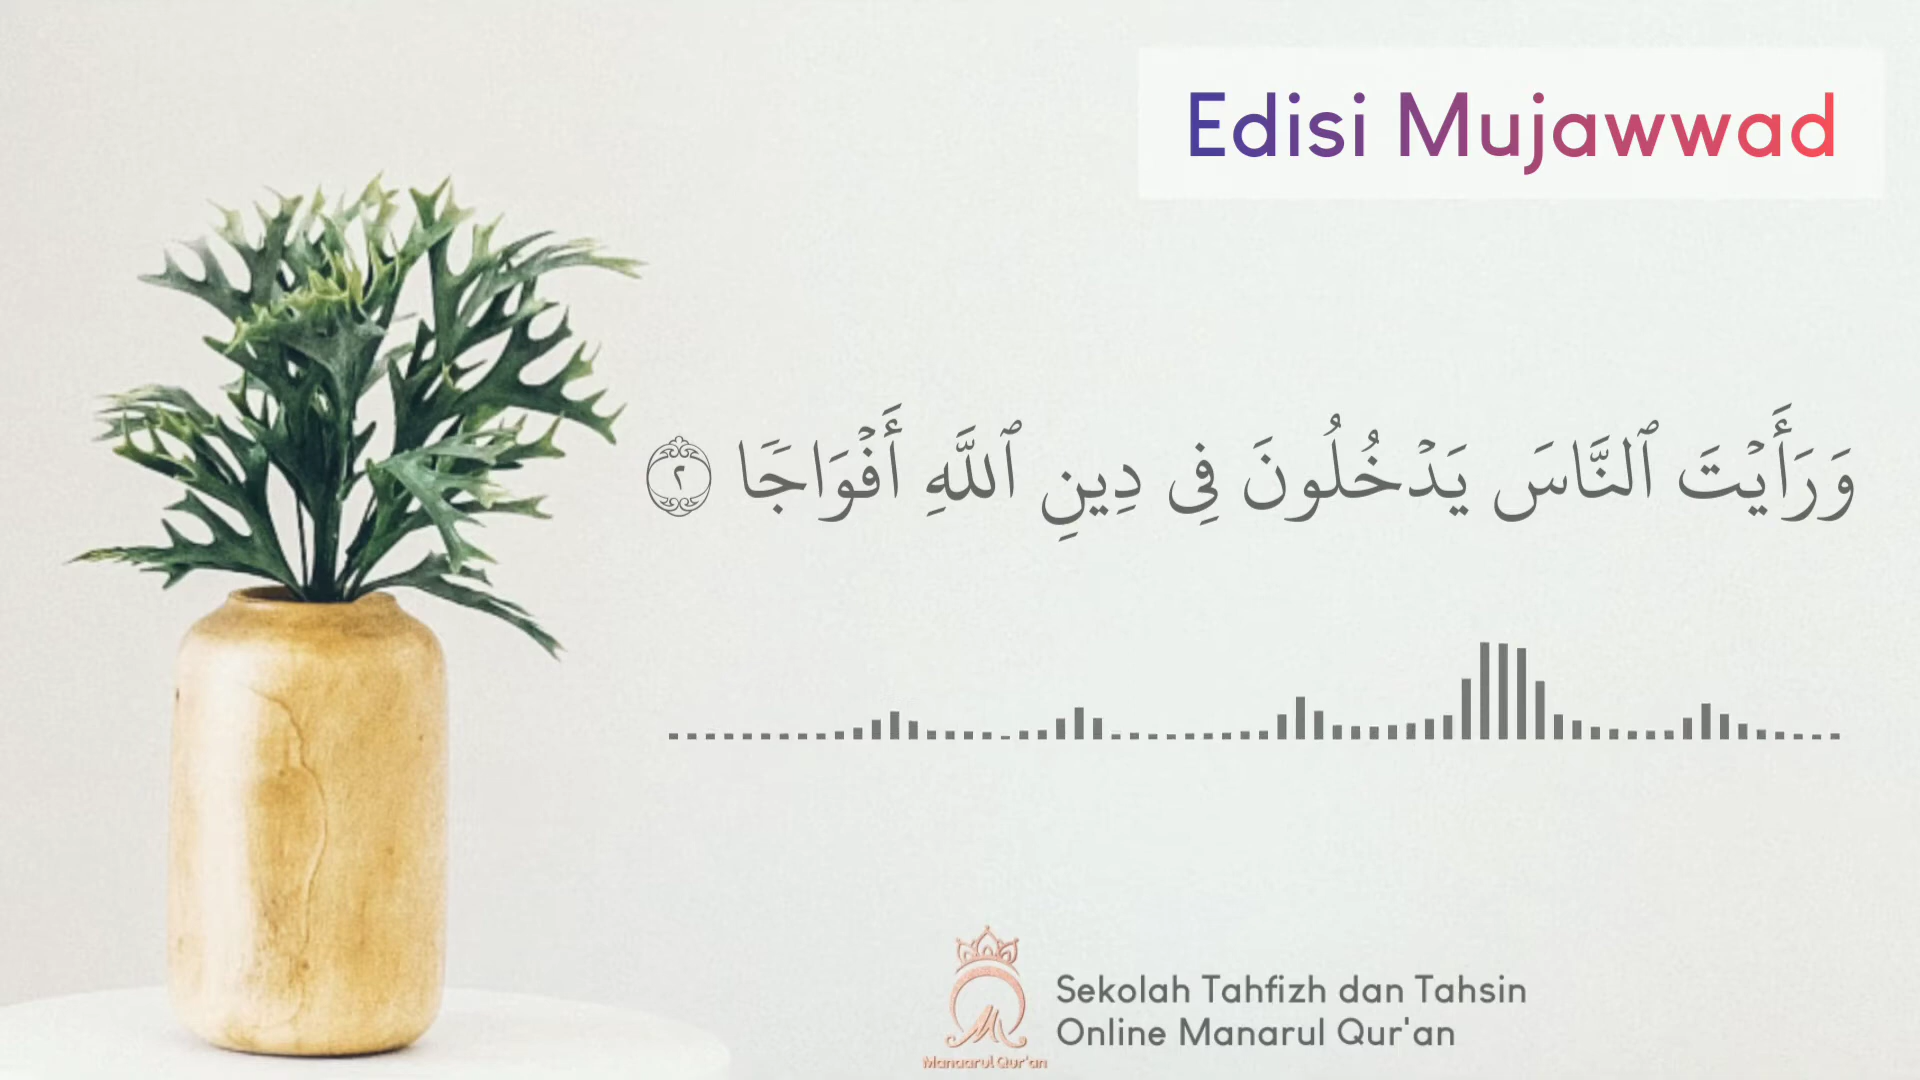 Edisi Mujawwad
وَرَأَيۡتَ ٱلنَّاسَ يَدۡخُلُونَ فِي دِينِ ٱللَّهِ أَفۡوَاجٗا ٢
Sekolah Tahfizh dan Tahsin
Online Manarul Qur'an
Manaarul Qur'an